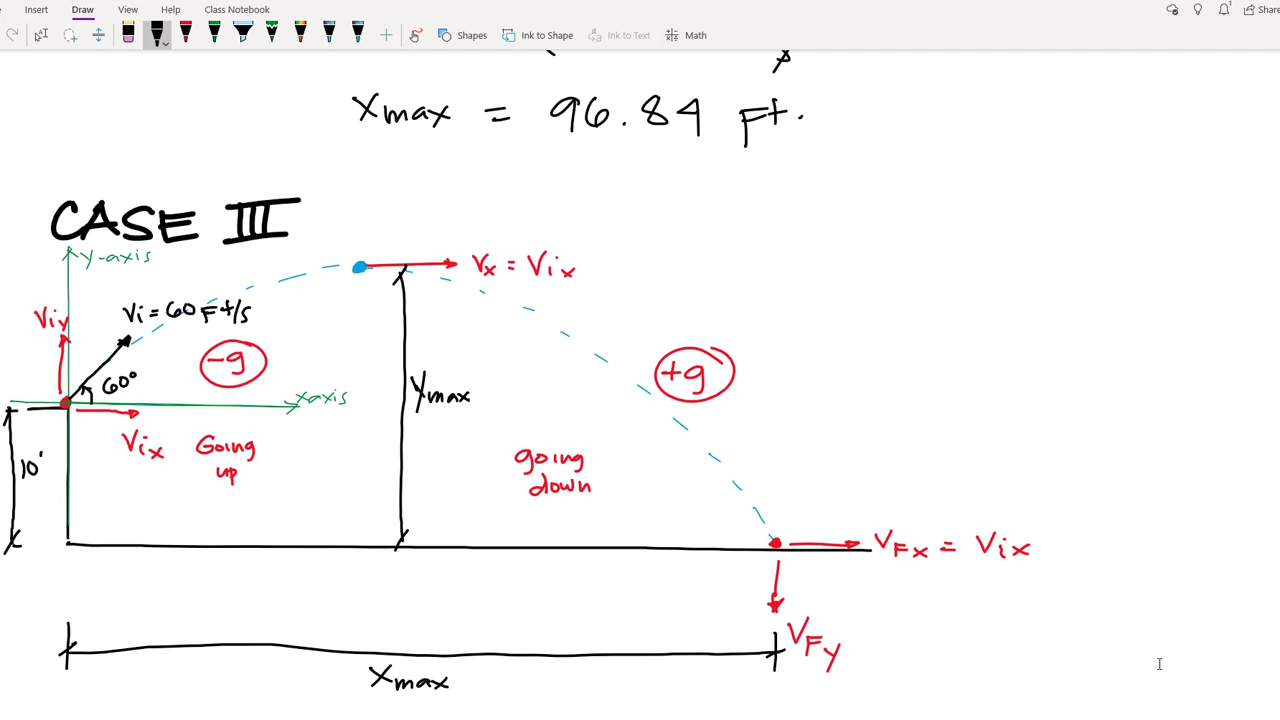 Insert Draw View Help Class Notebook Share
Shapes Ink to Shape Ink to Text Math
Xmax = 96.84 Ft.
CASE III
y-axis
Vx = Vix
Vi = 60 Ft/s
Viy
-g
+g
60°
xaxis
Ymax
Vix
Going
up
10'
going
down
VFx = Vix
VFy
Xmax